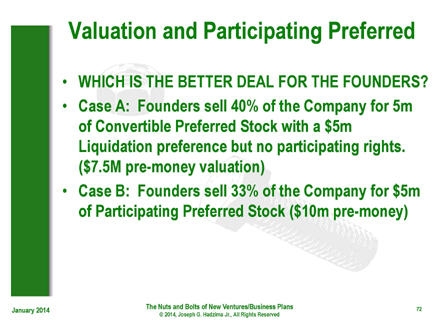 Valuation and Participating Preferred
• WHICH IS THE BETTER DEAL FOR THE FOUNDERS?
• Case A: Founders sell 40% of the Company for 5m
of Convertible Preferred Stock with a $5m
Liquidation preference but no participating rights.
($7.5M pre-money valuation)
• Case B: Founders sell 33% of the Company for $5m
of Participating Preferred Stock ($10m pre-money)
January 2014
The Nuts and Bolts of New Ventures/Business Plans
© 2014, Joseph G. Hadzima Jr., All Rights Reserved
72